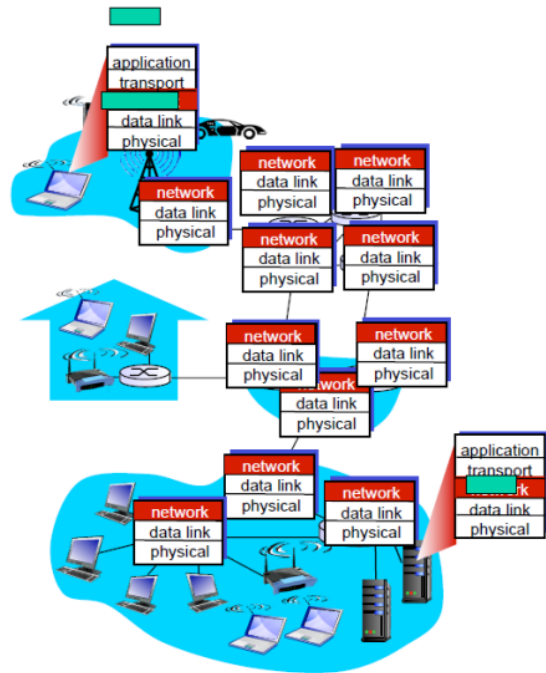 application
transport
data link
physical
network
data link
physical
network
data link
physical
network
data link
physical
network
data link
physical
network
data link
physical
network
data link
physical
network
data link
physical
network
data link
physical
network
data link
physical
application
transport
network
data link
physical
network
data link
physical
network
data link
physical